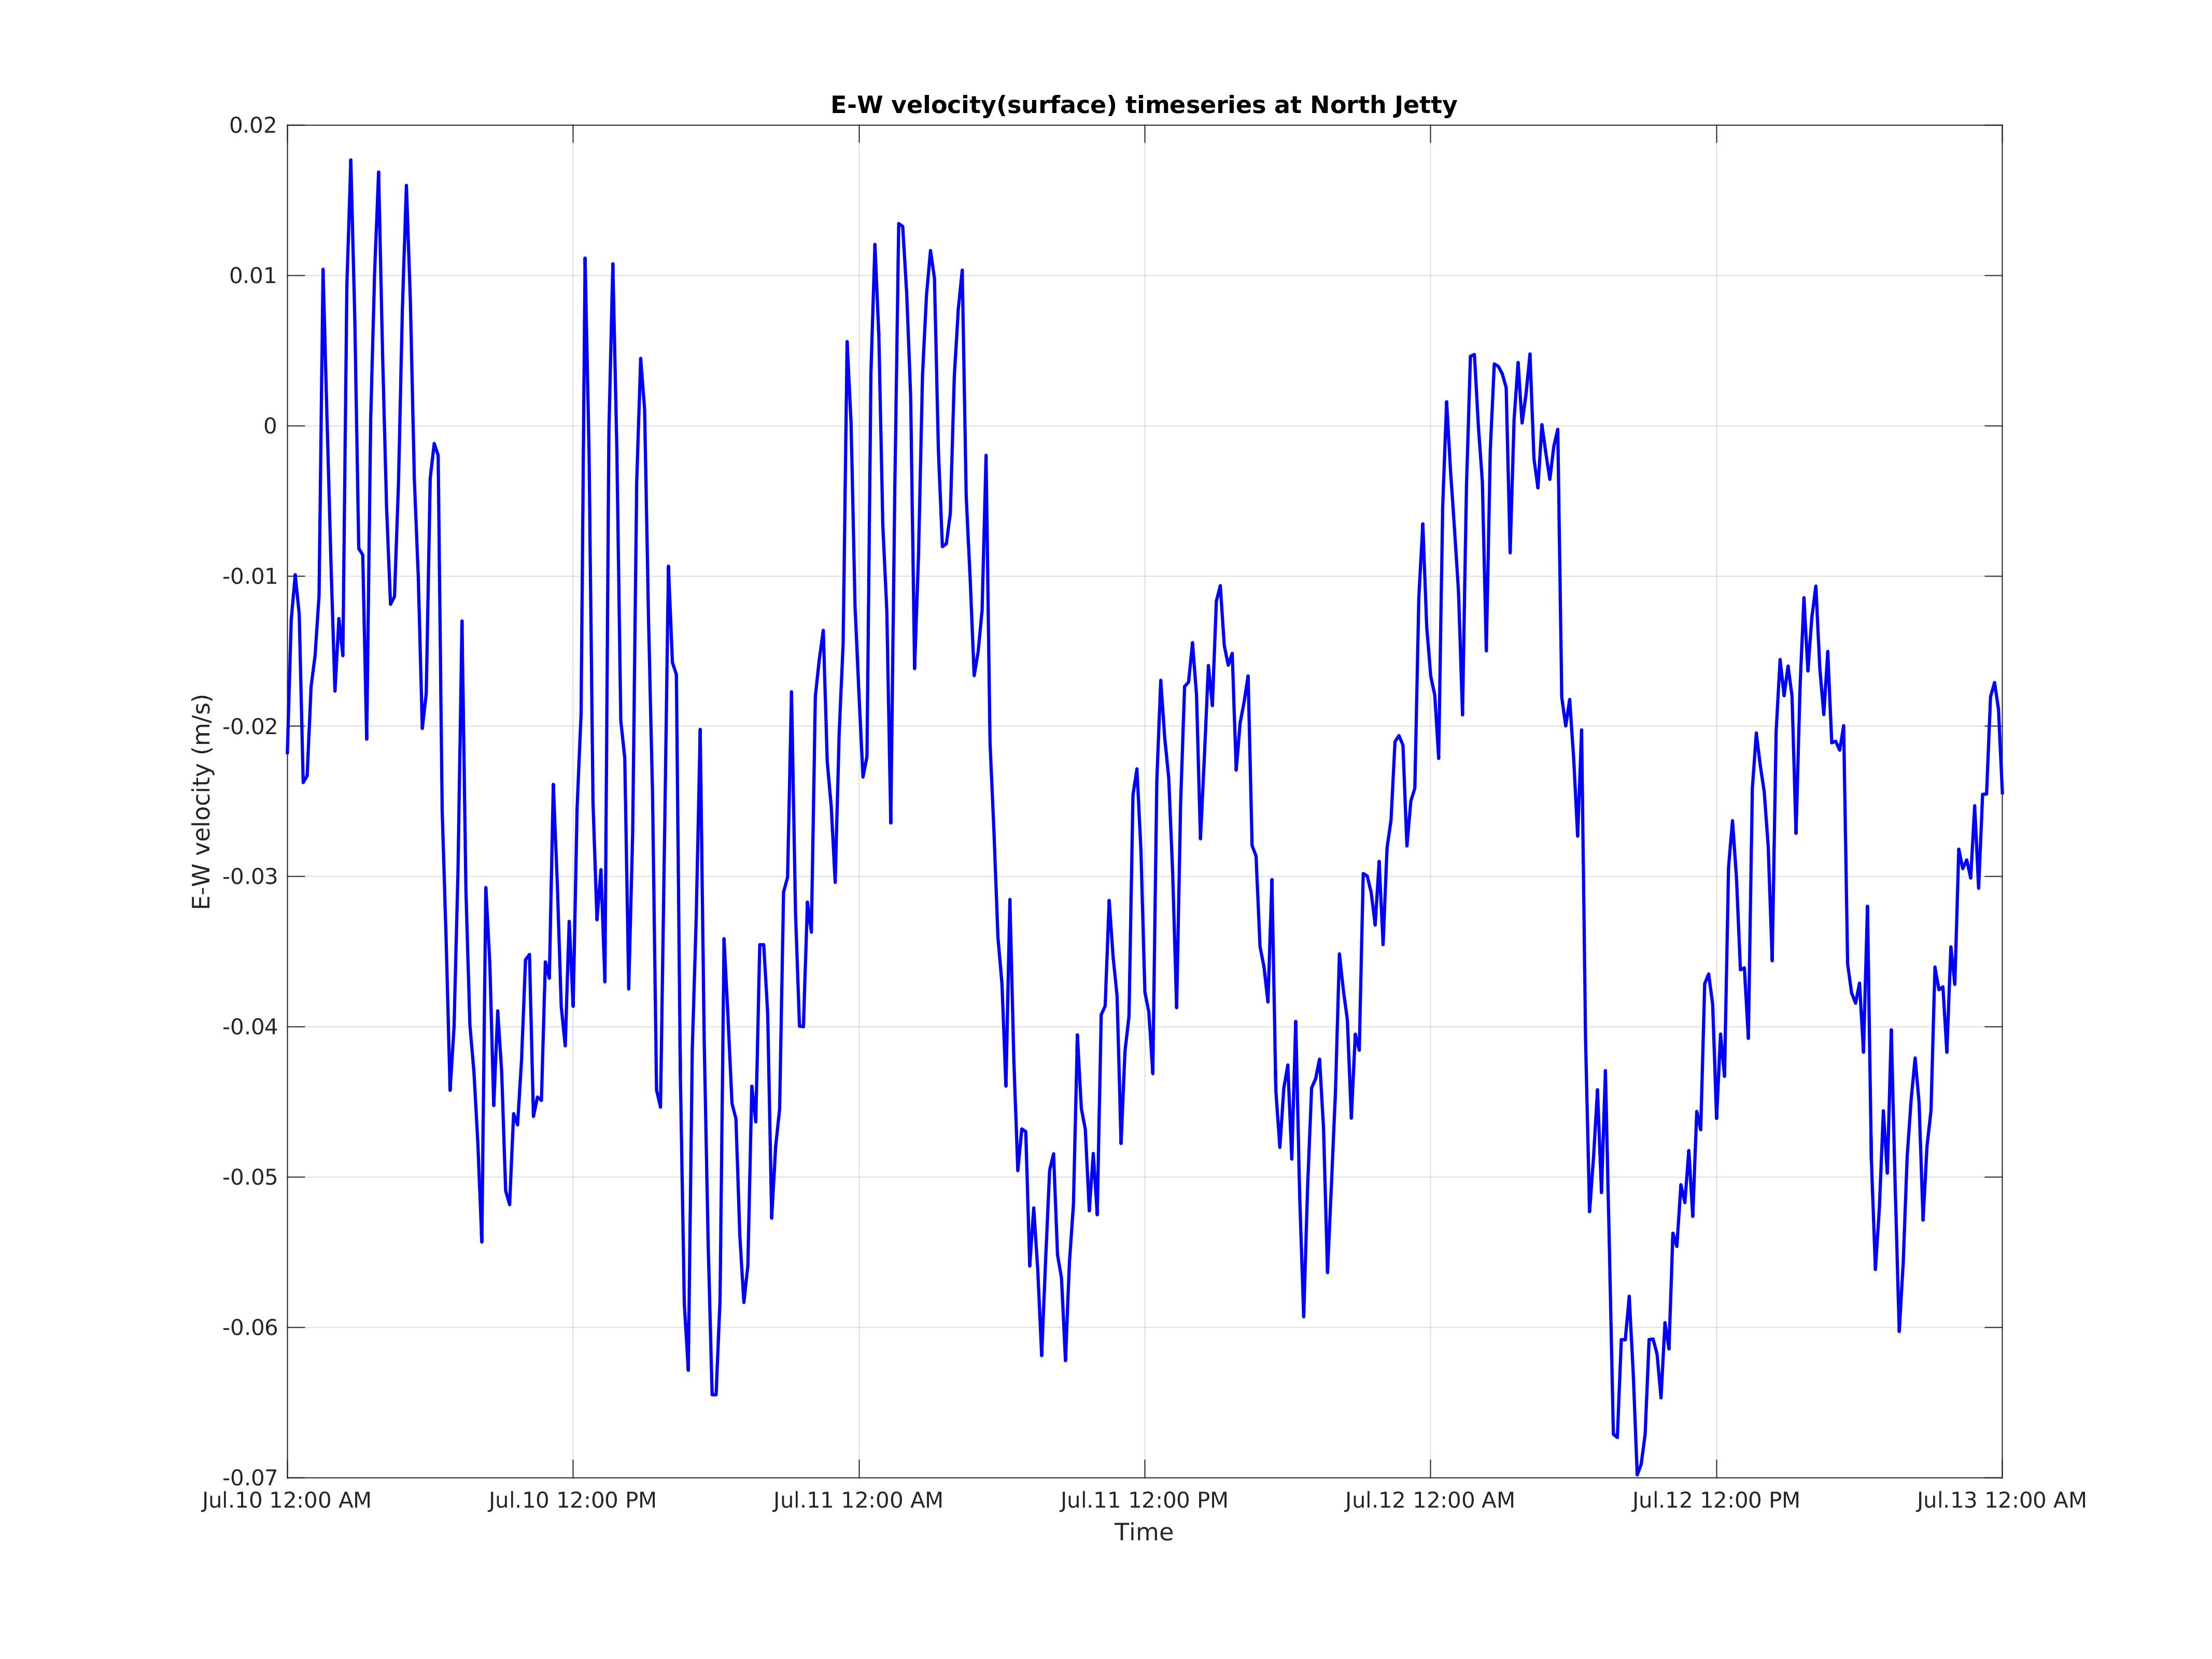 E-W velocity(surface) timeseries at North Jetty
0.02
0.01
0
-0.01
-0.02
-0.03
-0.04
-0.05
-0.06
-0.07
E-W velocity (m/s)
Jul.10 12:00 AM Jul.10 12:00 PM Jul.11 12:00 AM Jul.11 12:00 PM Jul.12 12:00 AM Jul.12 12:00 PM Jul.13 12:00 AM
Time